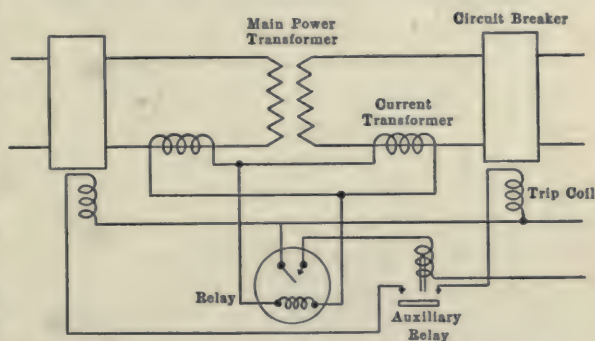 Main Power
Transformer
Circuit Breaker
Current
Transformer
Trip Coil
Relay
Auxiliary
Relay